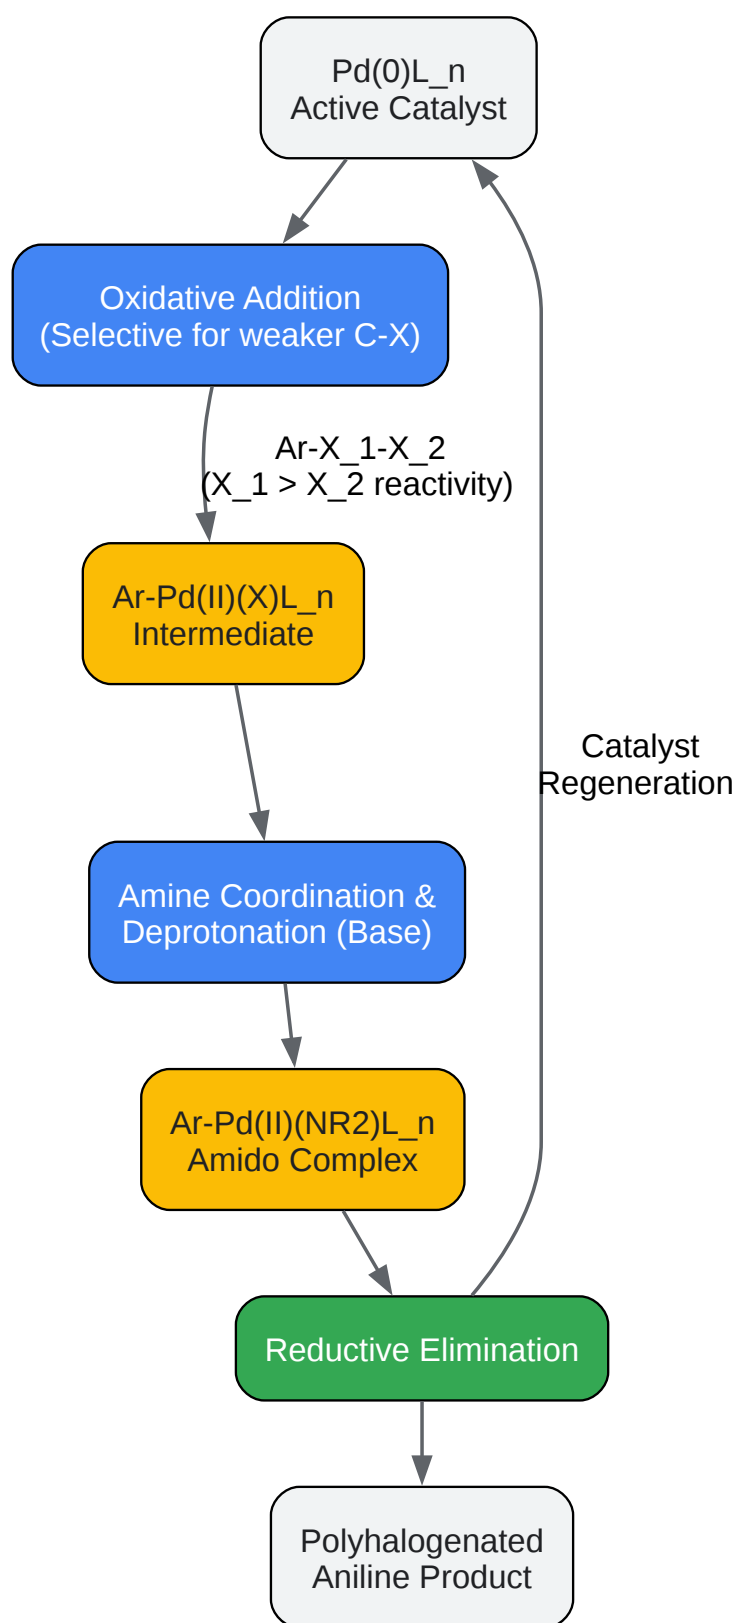 Pd(0)L_n
Active Catalyst
Oxidative Addition
(Selective for weaker C-X)
Ar-X_1-X_2
(X_1 > X_2 reactivity)
Ar-Pd(II)(X)L_n
Intermediate
Catalyst
Regeneration
Amine Coordination &
Deprotonation (Base)
Ar-Pd(II)(NR2)L_n
Amido Complex
Reductive Elimination
Polyhalogenated
Aniline Product